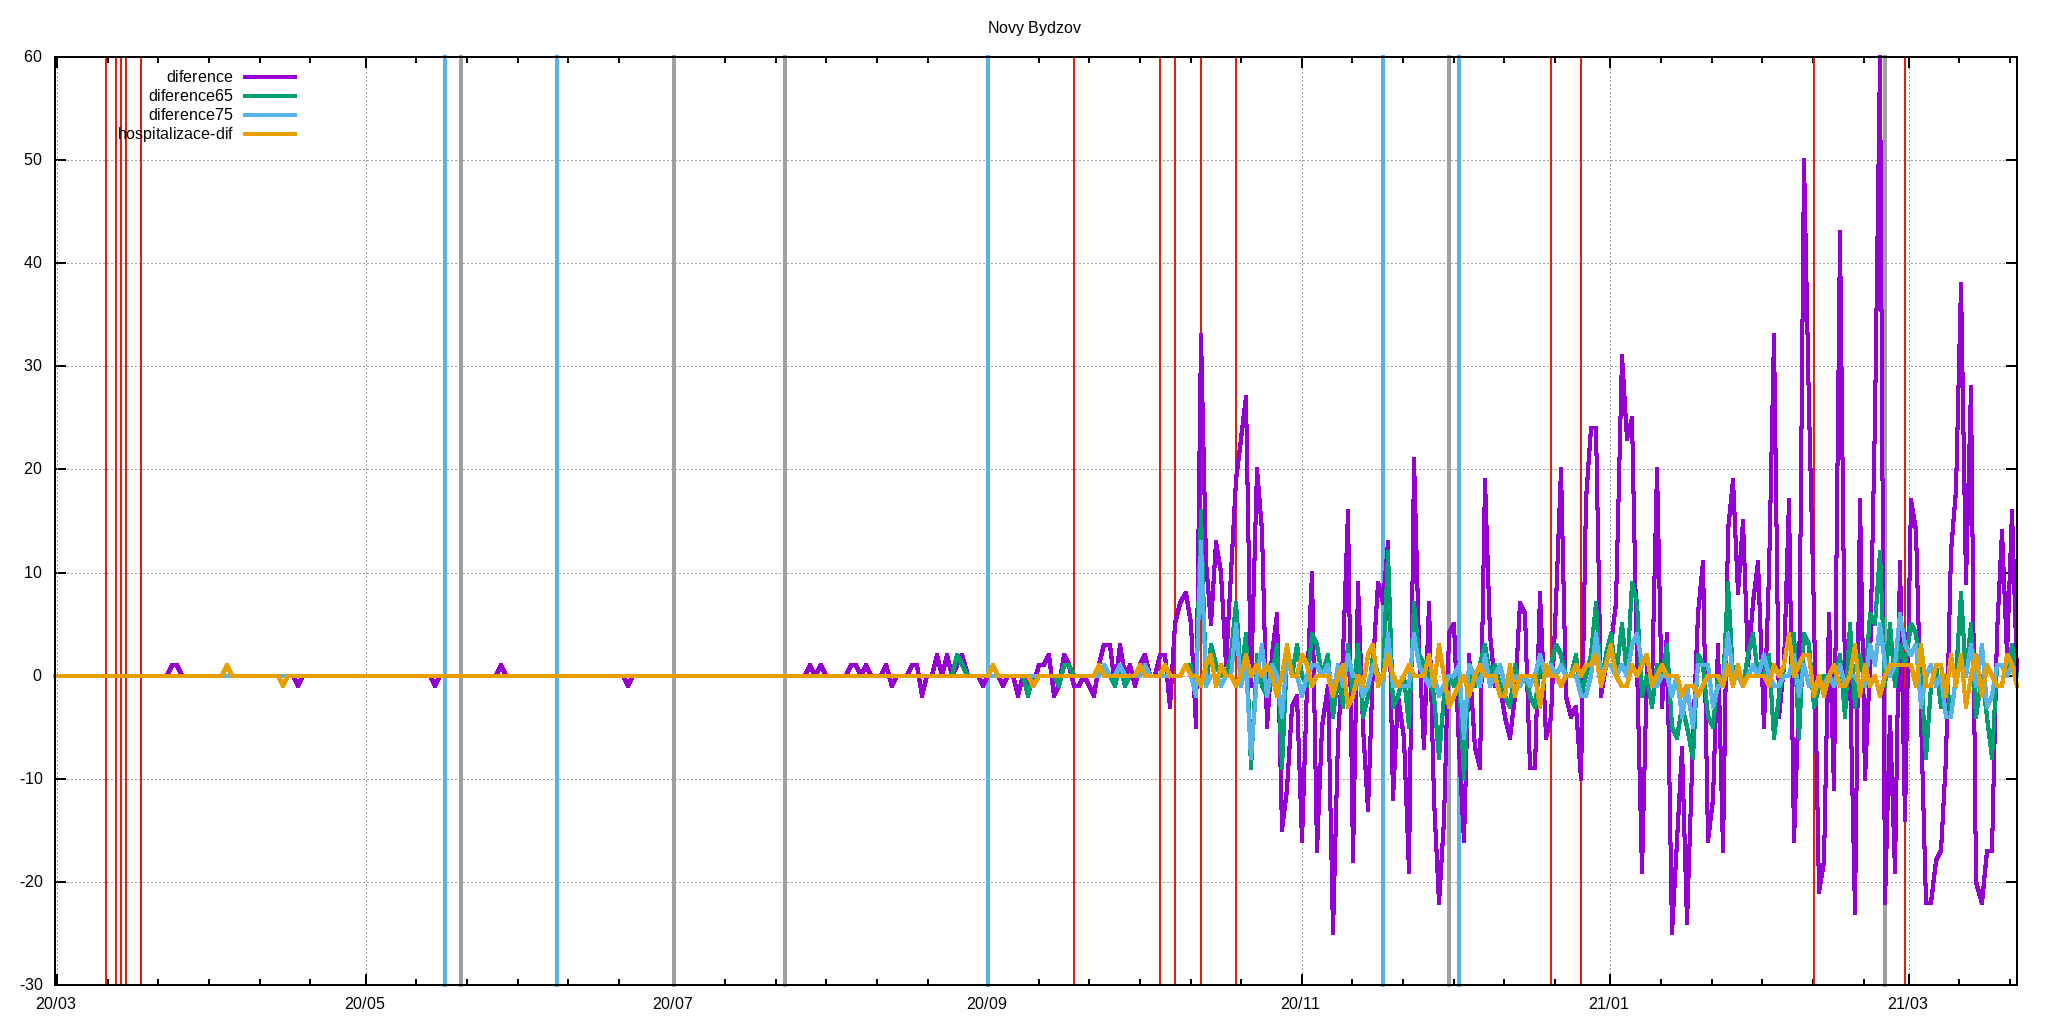 Novy Bydzov
60
diference
diference65
diference75
hospitalizace-dif
50
40
30
20
10
0
-10
-20
-30
20/03 20/05 20/07 20/09 20/11 21/01 21/03